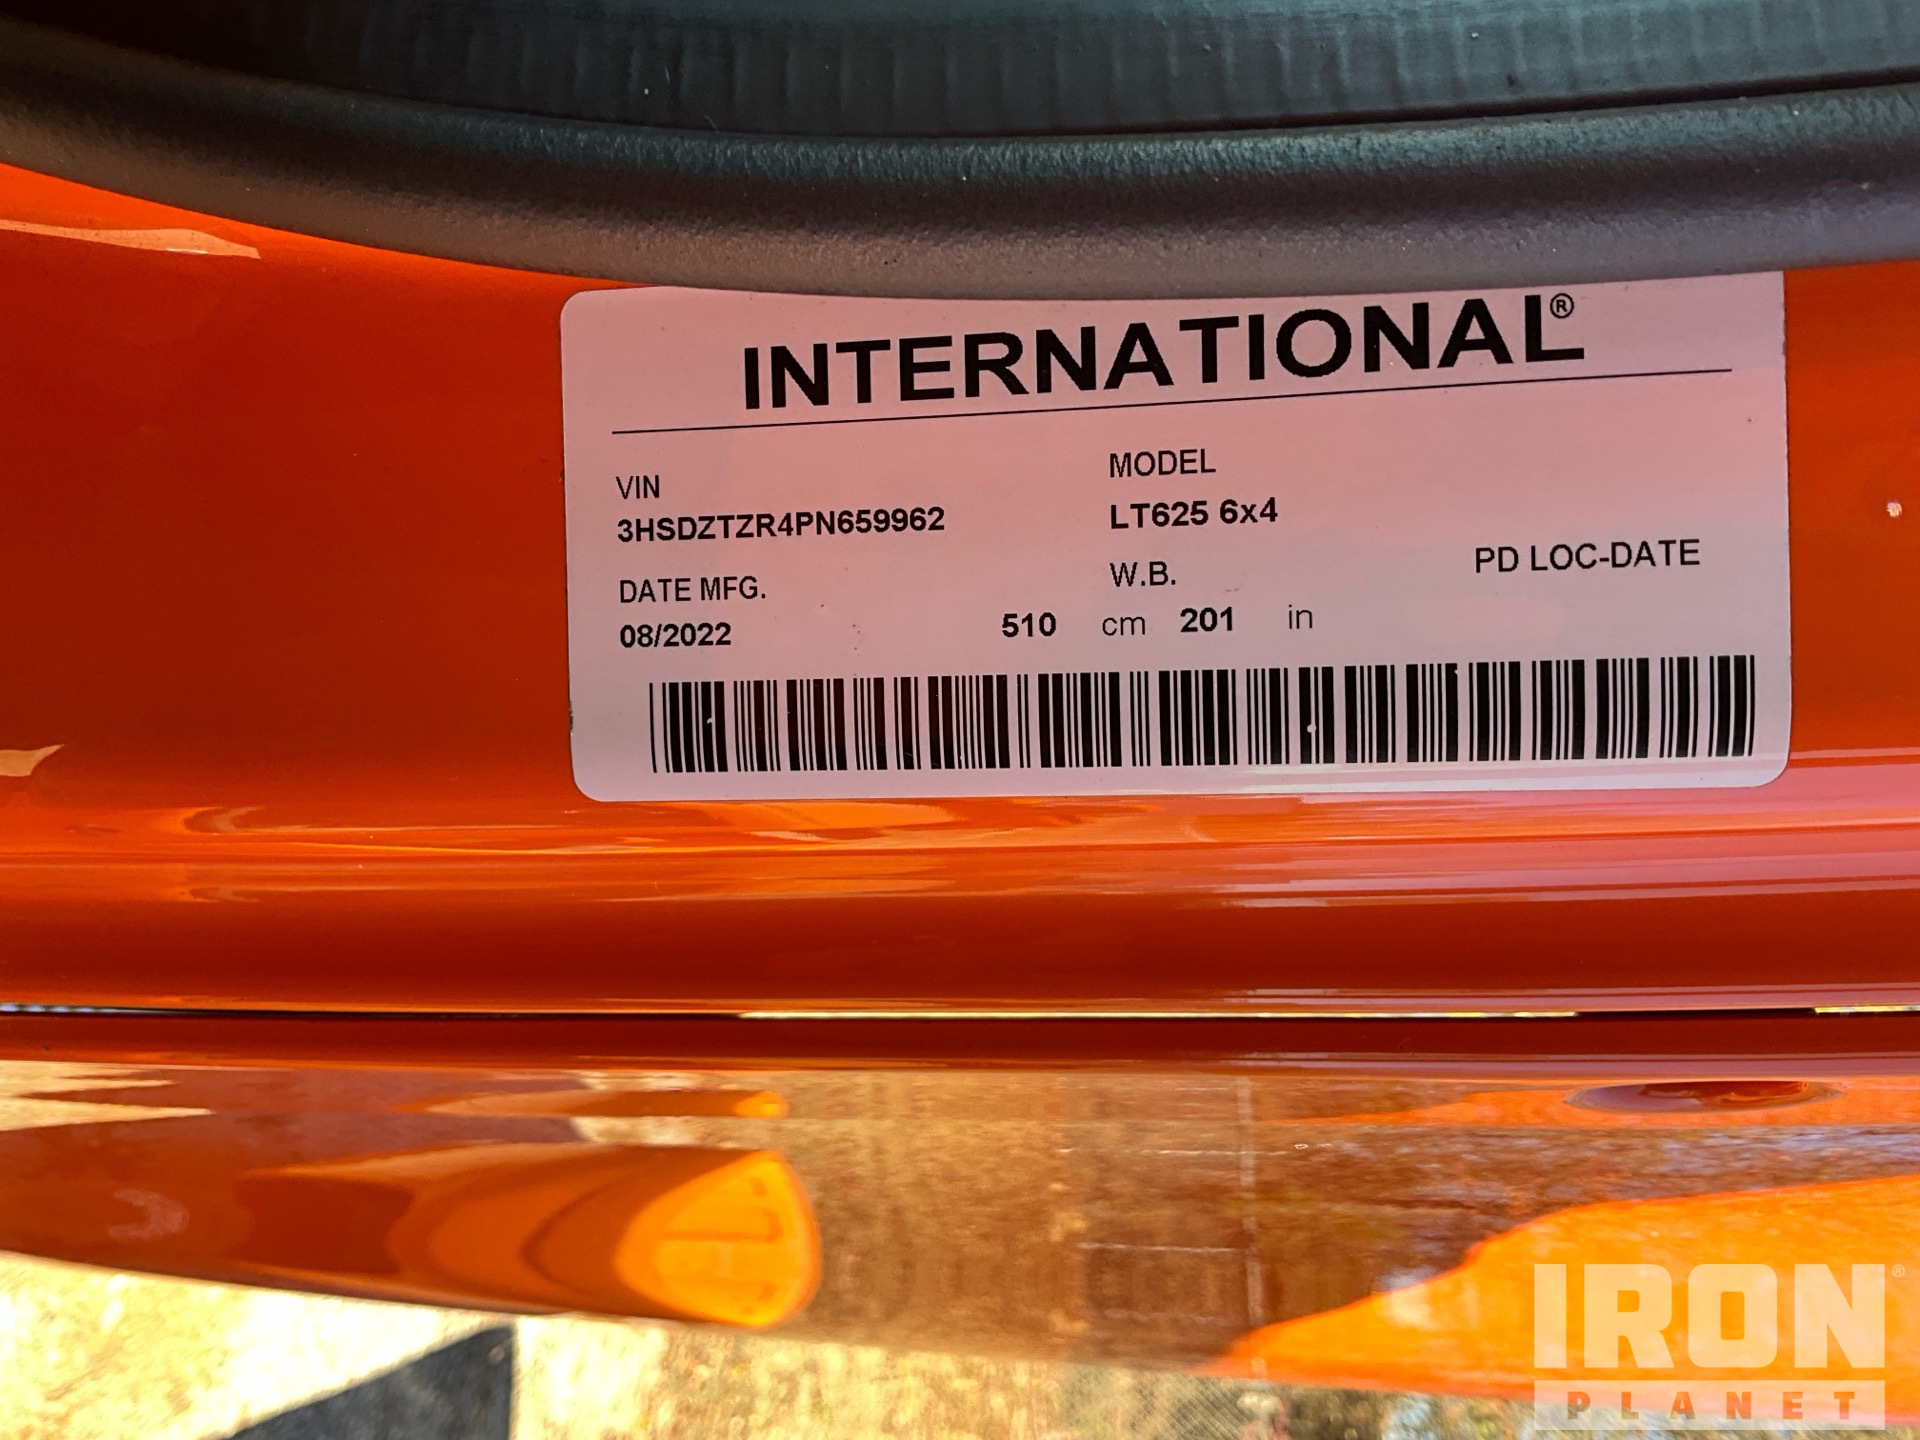 INTERNATIONAL®
VIN
3HSDZTZR4PN659962
MODEL
LT625 6x4
DATE MFG.
08/2022
W.B.
510 cm 201 in
PD LOC-DATE
IRON®
PLANET